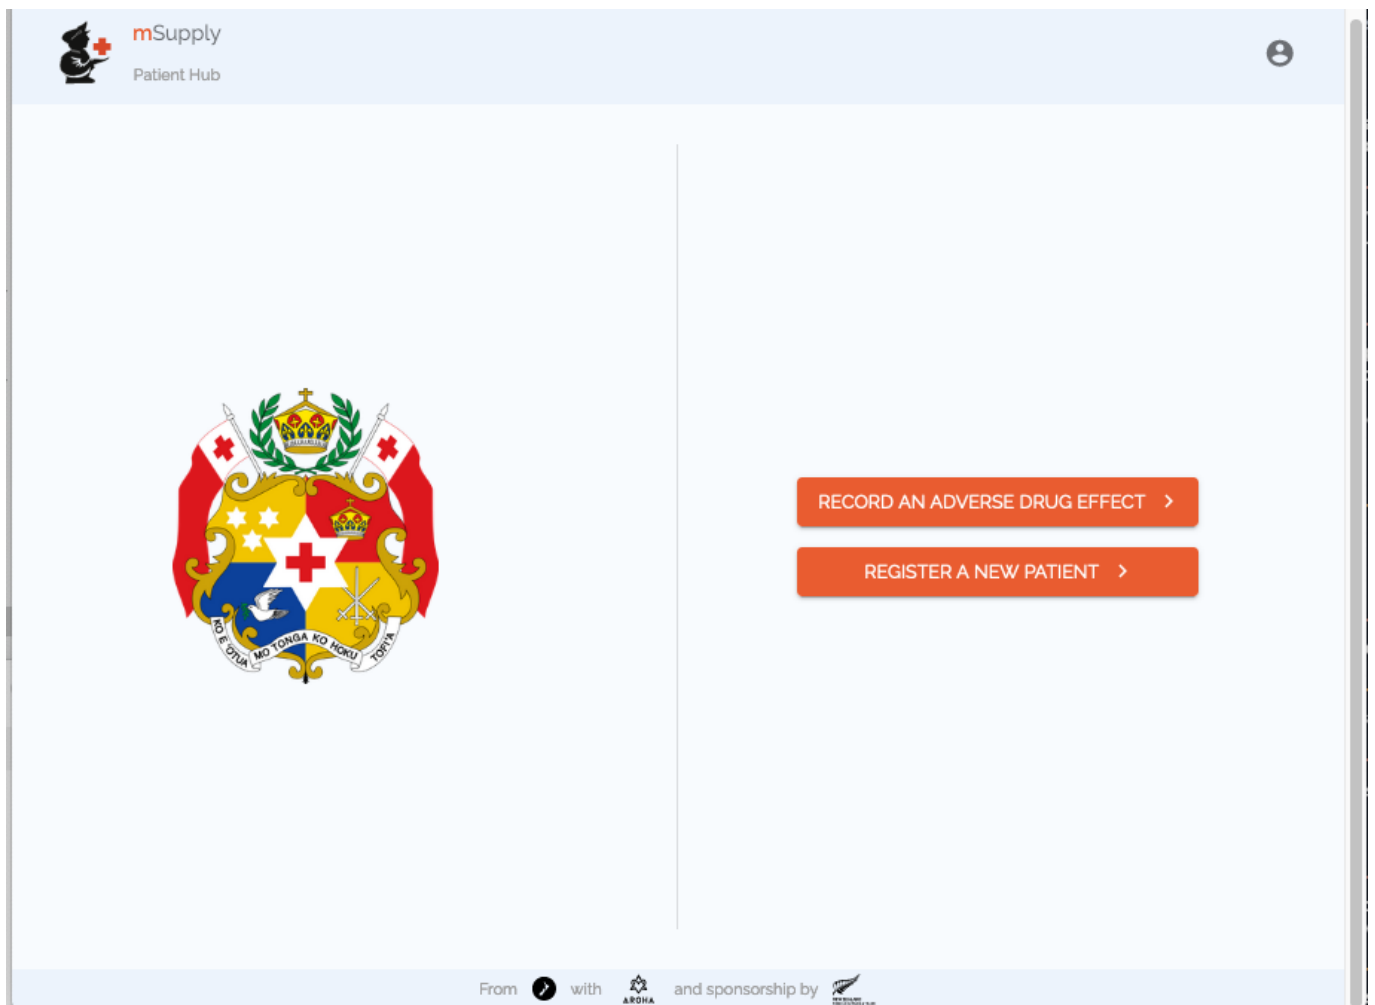 mSupply
Patient Hub
KO E 'OTUA MO TONGA KO HOKU TOFI'A
RECORD AN ADVERSE DRUG EFFECT
REGISTER A NEW PATIENT
From with AROHA and sponsorship by